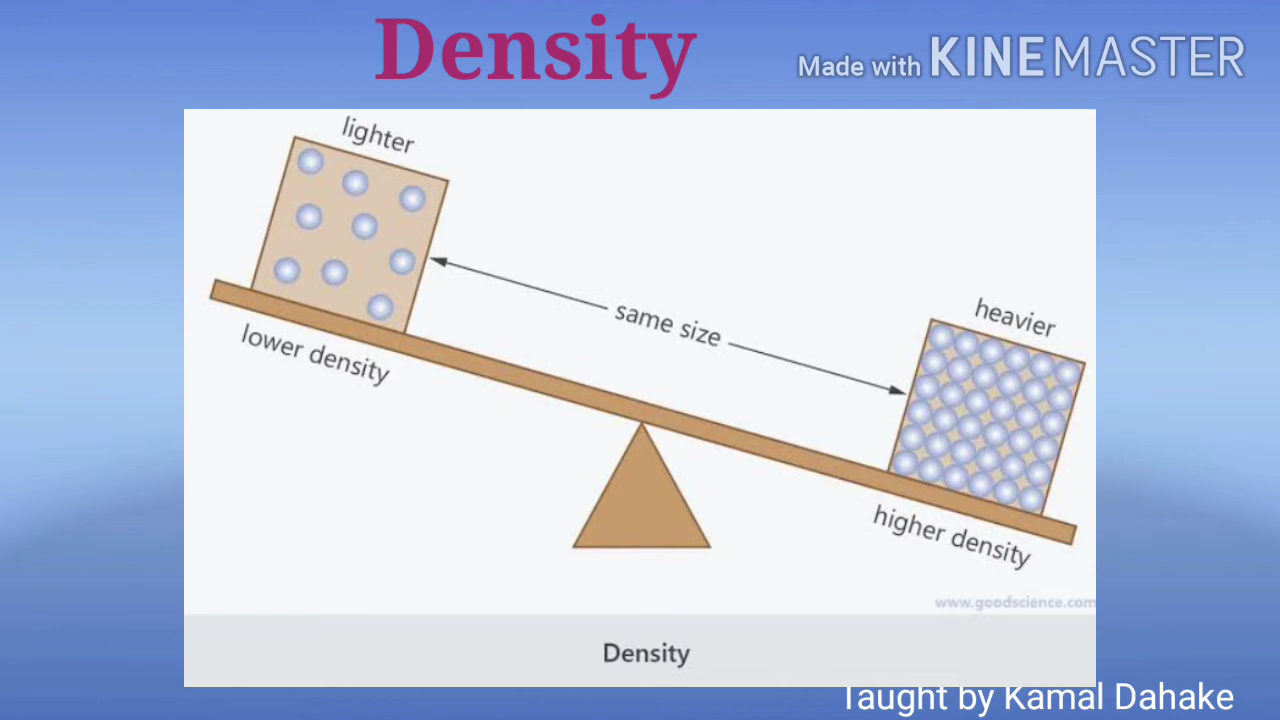 Density
Made with KINEMASTER
lighter
same size
heavier
lower density
higher density
www.goodscience.com
Density
Taught by Kamal Dahake